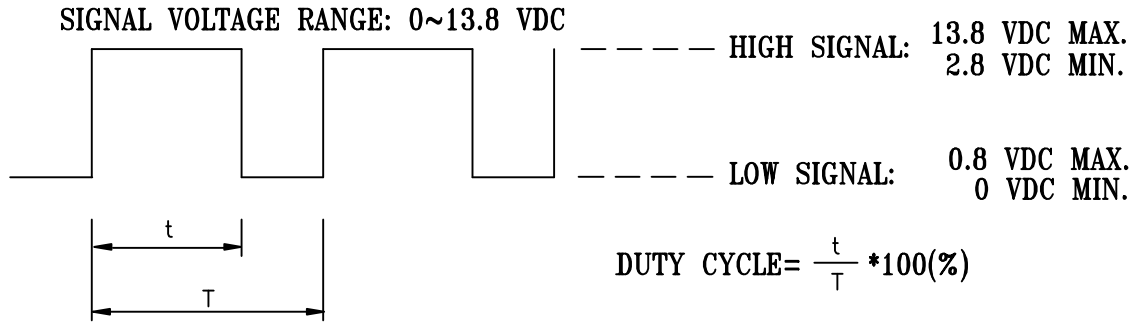 SIGNAL VOLTAGE RANGE: 0~13.8 VDC
HIGH SIGNAL: 13.8 VDC MAX.
2.8 VDC MIN.
LOW SIGNAL: 0.8 VDC MAX.
0 VDC MIN.
t
T
DUTY CYCLE= t/T *100(%)